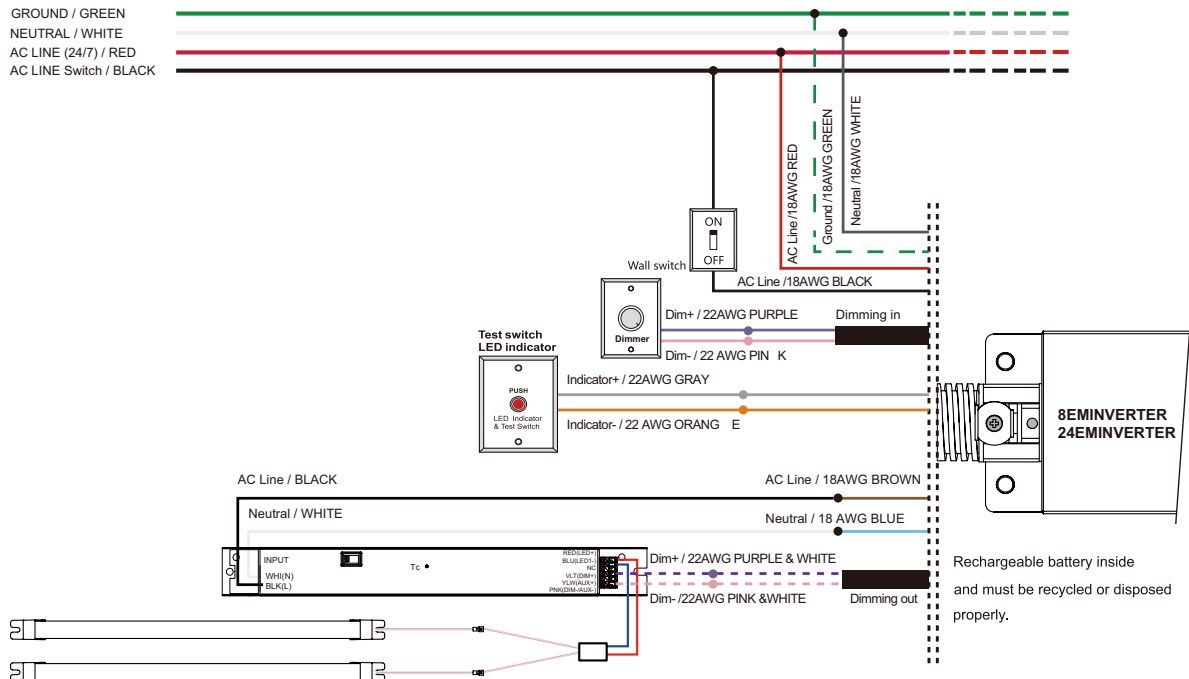 GROUND / GREEN
NEUTRAL / WHITE
AC LINE (24/7) / RED
AC LINE Switch / BLACK
AC Line /18AWG RED
Ground /18AWG GREEN
Neutral /18AWG WHITE
ON
OFF
Wall switch
AC Line /18AWG BLACK
Dimmer
Dim+ / 22AWG PURPLE
Dimming in
Dim- / 22 AWG PIN K
Test switch
LED indicator
PUSH
LED Indicator
& Test Switch
Indicator+ / 22AWG GRAY
Indicator- / 22 AWG ORANG E
8EMINVERTER
24EMINVERTER
AC Line / BLACK
AC Line / 18AWG BROWN
Neutral / WHITE
Neutral / 18 AWG BLUE
INPUT
WHI(N)
BLK(L)
Tc
RED(LED+)
BLU(LED1-)
NC
VLT(DIM+)
YLW(AUX+)
PNK(DIM-/AUX-)
Dim+ / 22AWG PURPLE & WHITE
Dim- /22AWG PINK &WHITE
Dimming out
Rechargeable battery inside
and must be recycled or disposed
properly.